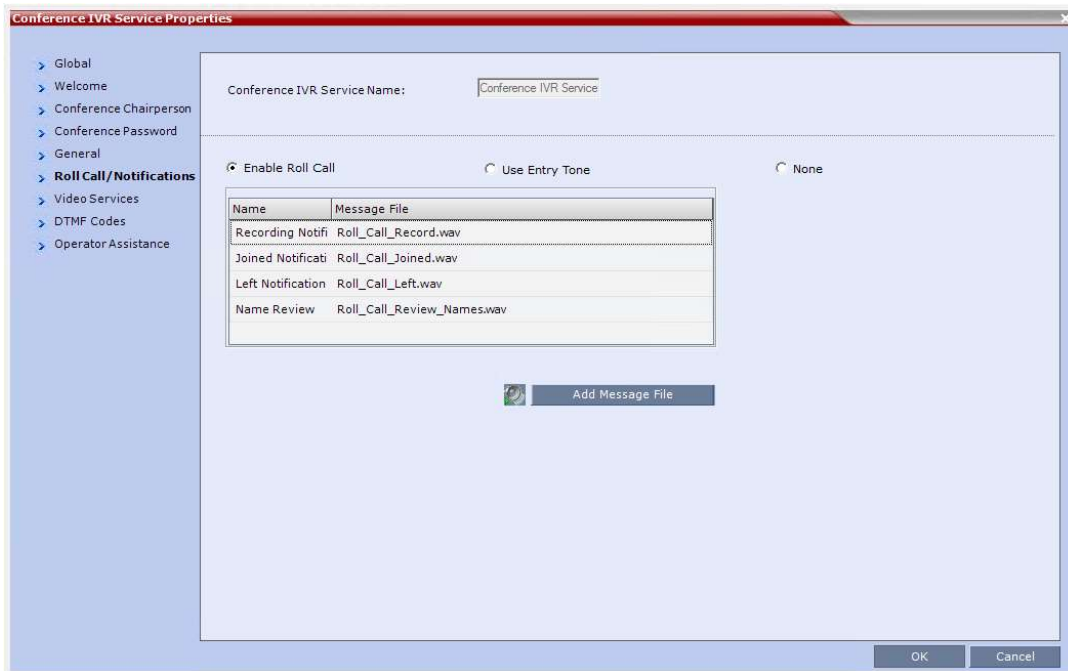 Conference IVR Service Properties
Global
Welcome
Conference Chairperson
Conference Password
General
Roll Call/Notifications
Video Services
DTMF Codes
Operator Assistance
Conference IVR Service Name: Conference IVR Service
Enable Roll Call Use Entry Tone None
Name Message File
Recording Notifi Roll_Call_Record.wav
Joined Notificati Roll_Call_Joined.wav
Left Notification Roll_Call_Left.wav
Name Review Roll_Call_Review_Names.wav
Add Message File
OK Cancel